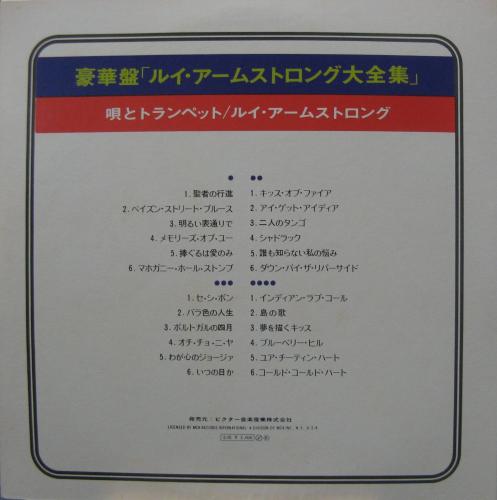 豪華盤「ルイ・アームストロング大全集」
唄とトランペット/ルイ・アームストロング
●
1. 聖者の行進
2. ベイズン・ストリート・ブルース
3. 明るい表通りで
4. メモリーズ・オブ・ユー
5. 捧ぐるは愛のみ
6. マホガニー・ホール・ストンプ
●●
1. キッス・オブ・ファイア
2. アイ・ゲット・アイディア
3. 二人のタンゴ
4. シャドラック
5. 誰も知らない私の悩み
6. ダウン・バイ・ザ・リバーサイド
●●●
1. セ・シ・ボン
2. バラ色の人生
3. ポルトガルの四月
4. オチ・チョ・ニ・ヤ
5. わが心のジョージァ
6. いつの日か
●●●●
1. インディアン・ラブ・コール
2. 島の歌
3. 夢を描くキッス
4. ブルーベリー・ヒル
5. ユア・チーティン・ハート
6. コールド・コールド・ハート
発売元:ビクター音楽産業株式会社
LICENSED BY MCA RECORDS INTERNATIONAL・A DIVISION OF MCA INC., N.Y., U.S.A.